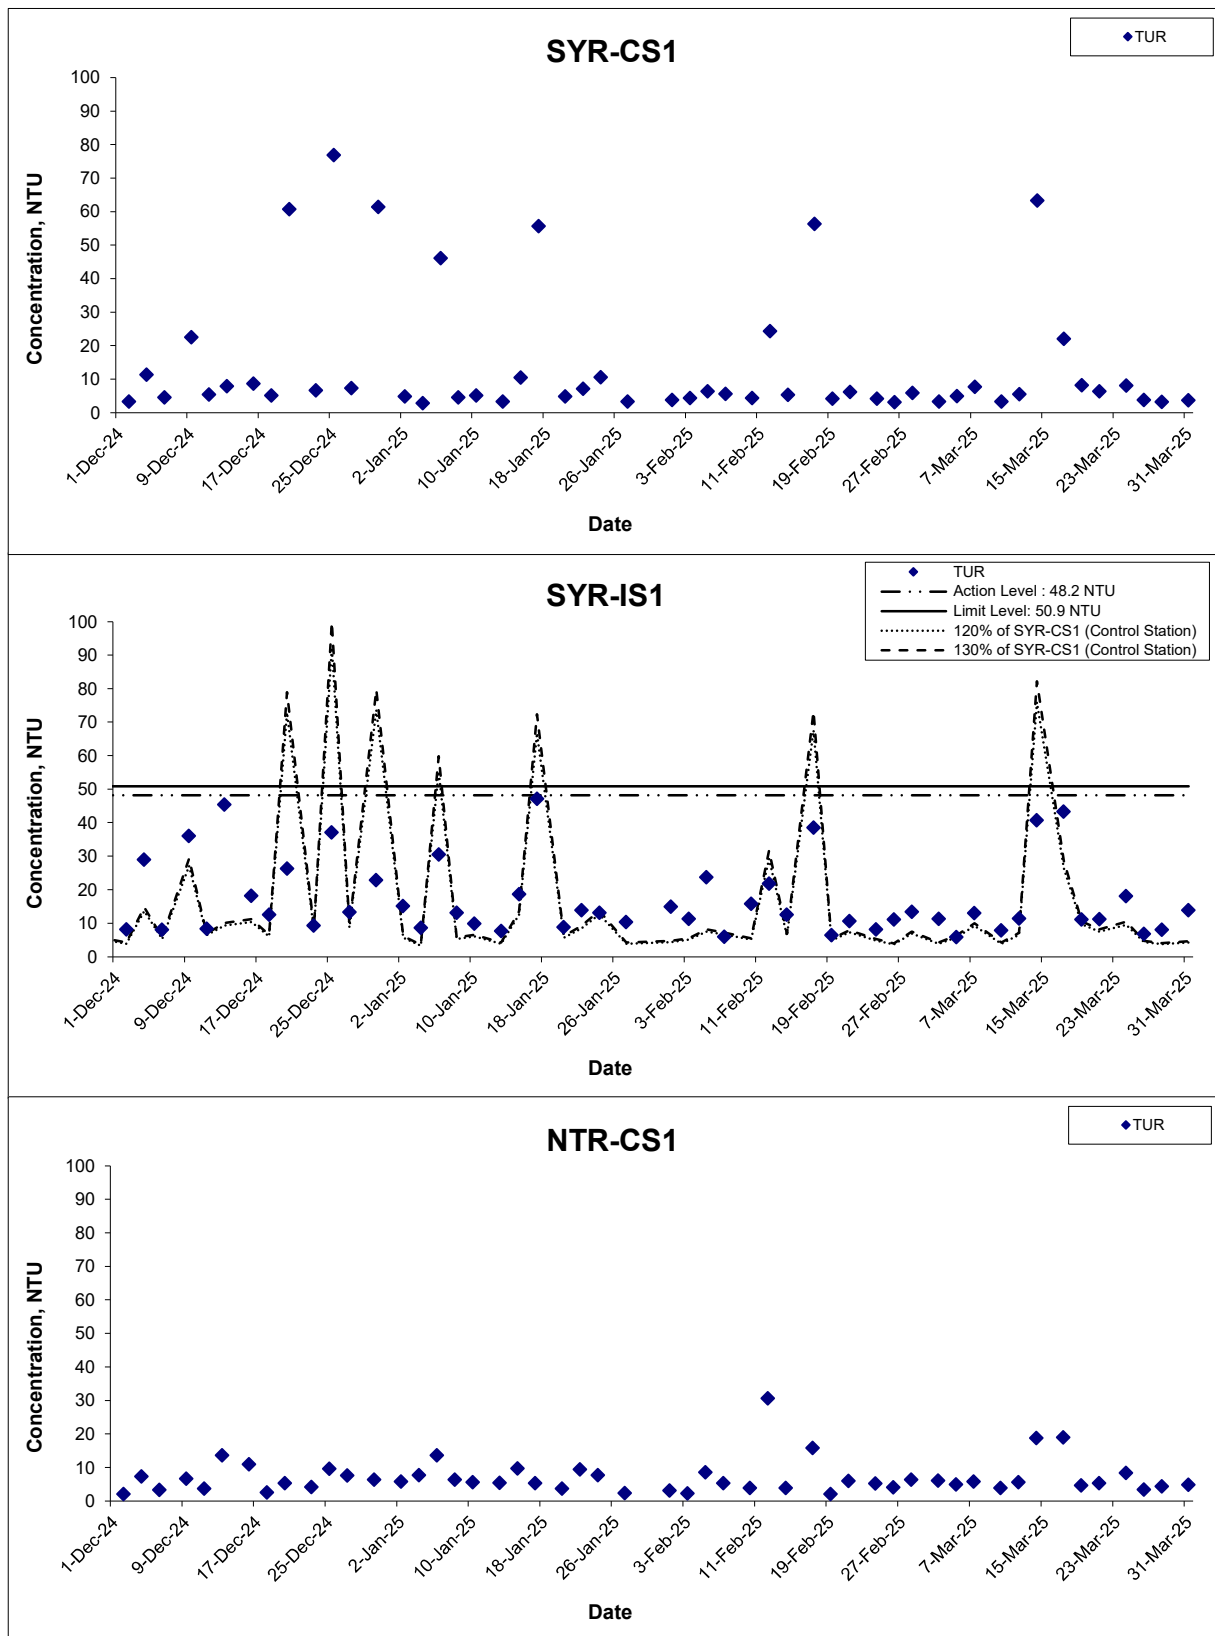 SYR-CS1
TUR
Concentration, NTU
100
90
80
70
60
50
40
30
20
10
0
1-Dec-24
9-Dec-24
17-Dec-24
25-Dec-24
2-Jan-25
10-Jan-25
18-Jan-25
26-Jan-25
3-Feb-25
11-Feb-25
19-Feb-25
27-Feb-25
7-Mar-25
15-Mar-25
23-Mar-25
31-Mar-25
Date
SYR-IS1
TUR
Action Level : 48.2 NTU
Limit Level: 50.9 NTU
120% of SYR-CS1 (Control Station)
130% of SYR-CS1 (Control Station)
Concentration, NTU
100
90
80
70
60
50
40
30
20
10
0
1-Dec-24
9-Dec-24
17-Dec-24
25-Dec-24
2-Jan-25
10-Jan-25
18-Jan-25
26-Jan-25
3-Feb-25
11-Feb-25
19-Feb-25
27-Feb-25
7-Mar-25
15-Mar-25
23-Mar-25
31-Mar-25
Date
NTR-CS1
TUR
Concentration, NTU
100
90
80
70
60
50
40
30
20
10
0
1-Dec-24
9-Dec-24
17-Dec-24
25-Dec-24
2-Jan-25
10-Jan-25
18-Jan-25
26-Jan-25
3-Feb-25
11-Feb-25
19-Feb-25
27-Feb-25
7-Mar-25
15-Mar-25
23-Mar-25
31-Mar-25
Date